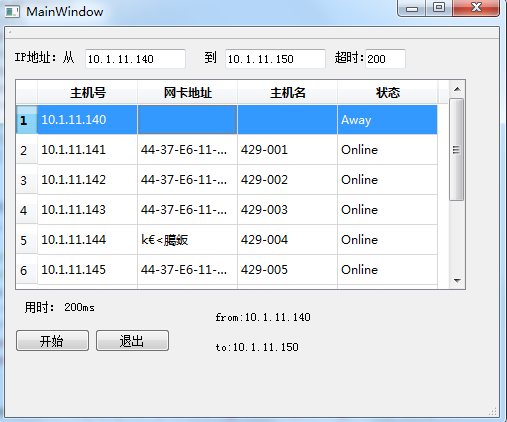 MainWindow
IP地址: 从 10.1.11.140 到 10.1.11.150 超时:200
主机号 网卡地址 主机名 状态
1 10.1.11.140 Away
2 10.1.11.141 44-37-E6-11-... 429-001 Online
3 10.1.11.142 44-37-E6-11-... 429-002 Online
4 10.1.11.143 44-37-E6-11-... 429-003 Online
5 10.1.11.144 k€<臈鈑 429-004 Online
6 10.1.11.145 44-37-E6-11-... 429-005 Online
用时: 200ms
from:10.1.11.140
开始 退出
to:10.1.11.150